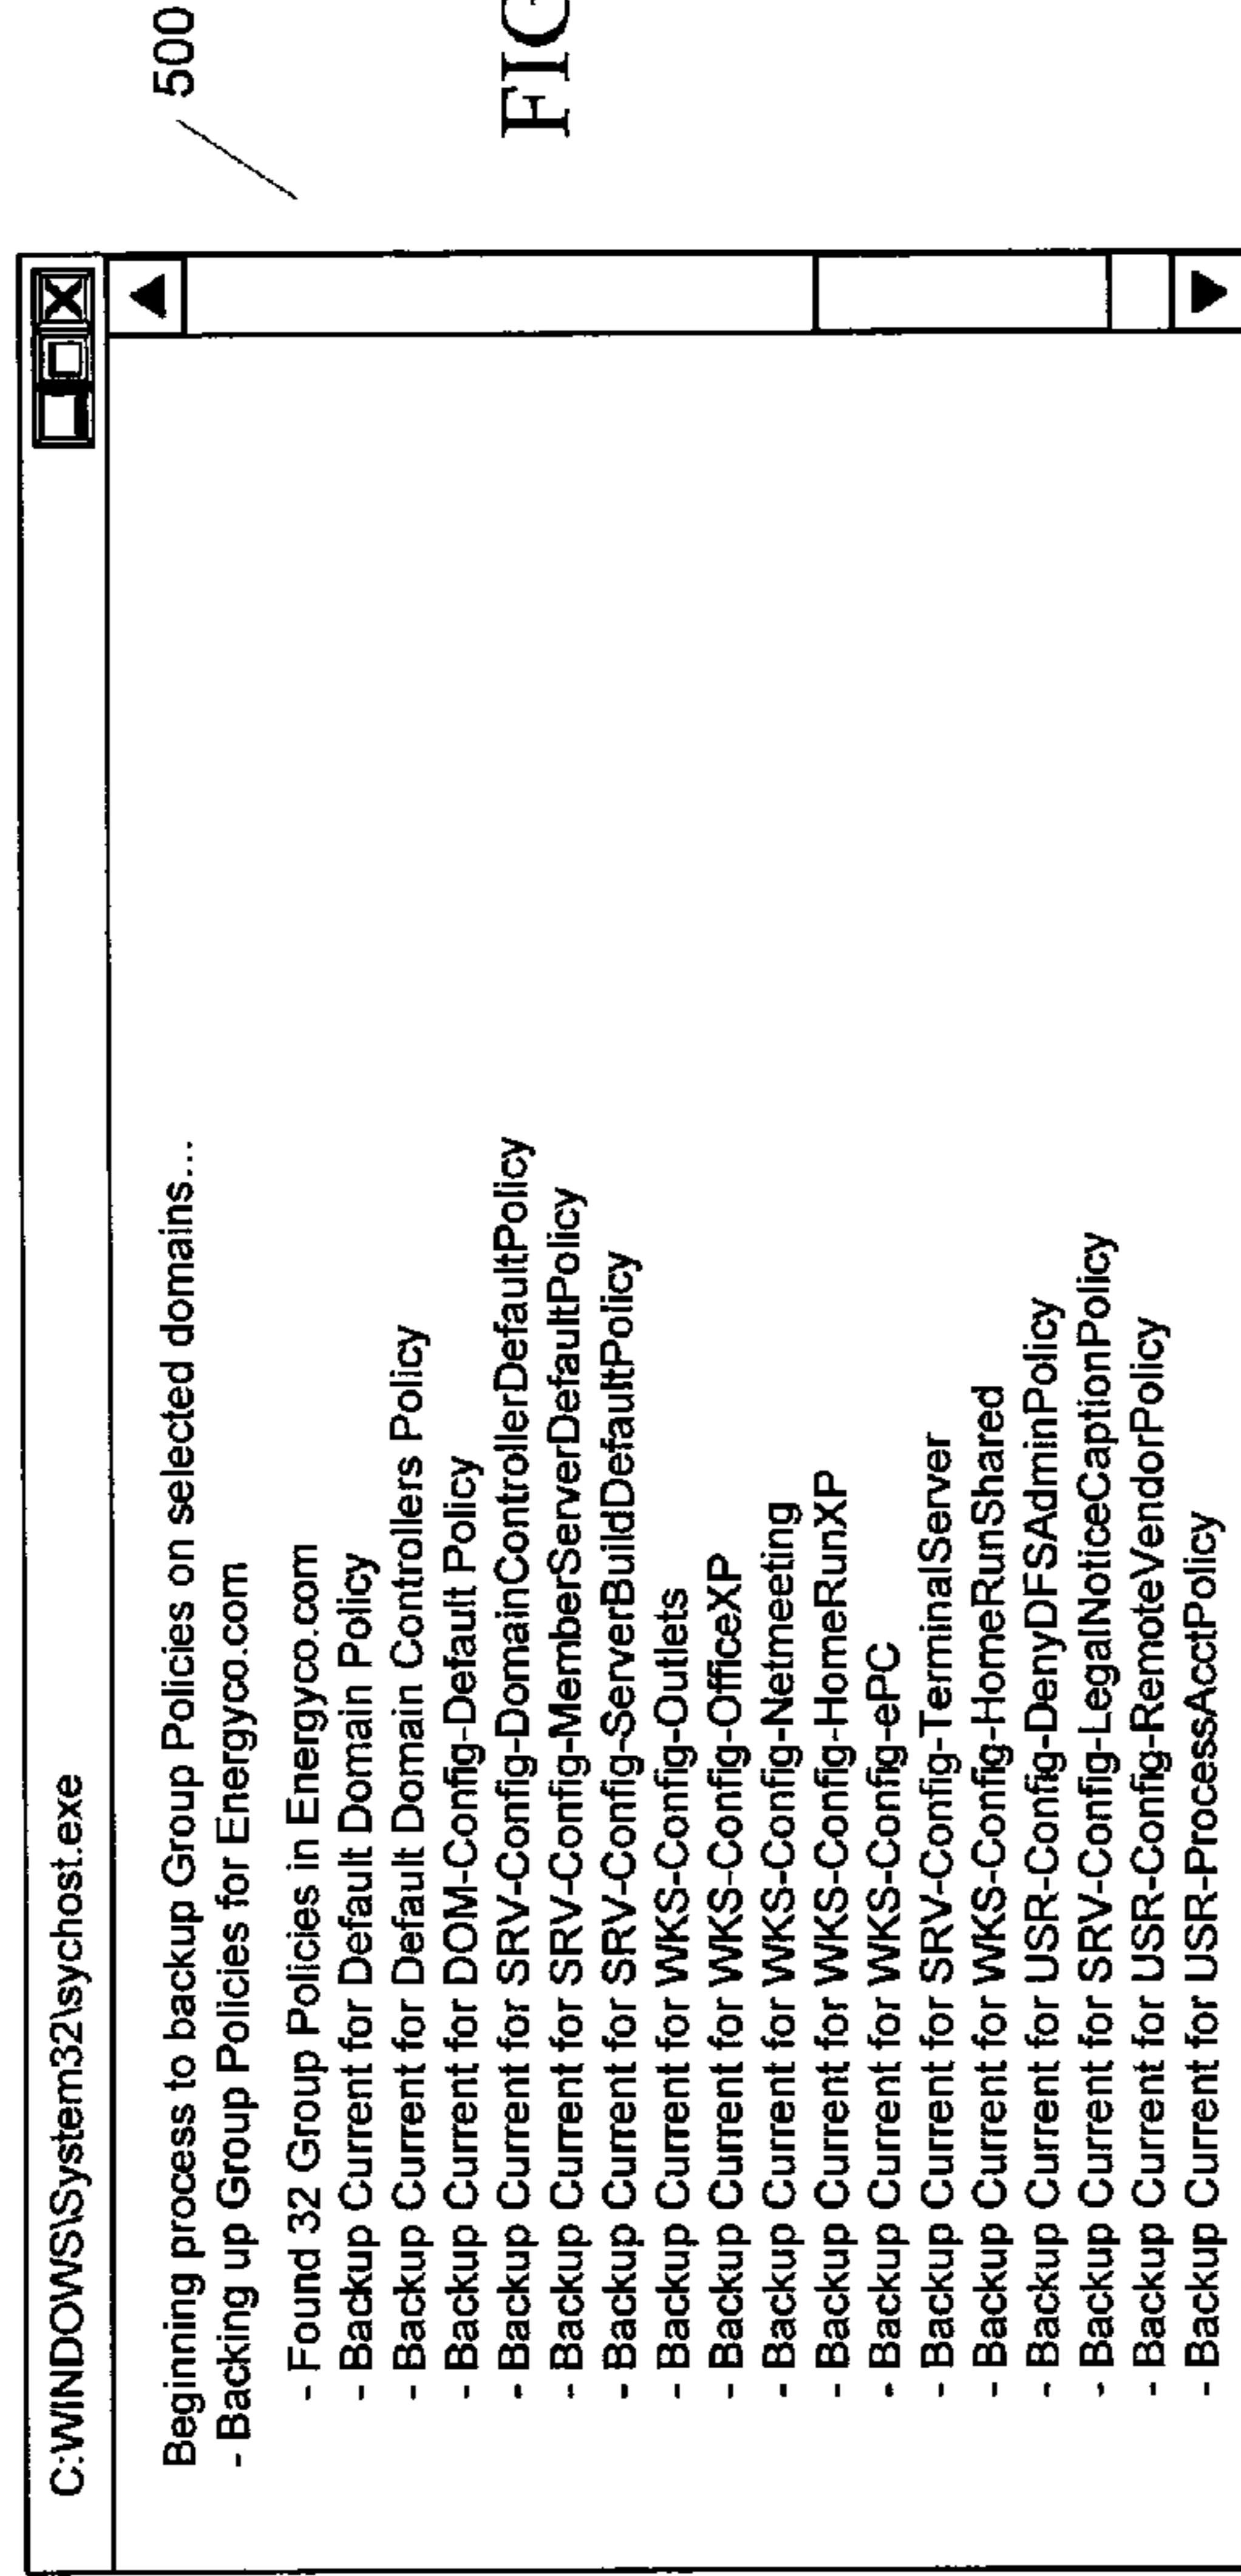 C:WINDOWS\System32\sychost.exe
Beginning process to backup Group Policies on selected domains...
- Backing up Group Policies for Energyco.com
- Found 32 Group Policies in Energyco.com
- Backup Current for Default Domain Policy
- Backup Current for Default Domain Controllers Policy
- Backup Current for DOM-Config-Default Policy
- Backup Current for SRV-Config-DomainControllerDefaultPolicy
- Backup Current for SRV-Config-MemberServerDefaultPolicy
- Backup Current for SRV-Config-ServerBuildDefaultPolicy
- Backup Current for WKS-Config-Outlets
- Backup Current for WKS-Config-OfficeXP
- Backup Current for WKS-Config-Netmeeting
- Backup Current for WKS-Config-HomeRunXP
- Backup Current for WKS-Config-ePC
- Backup Current for SRV-Config-TerminalServer
- Backup Current for WKS-Config-HomeRunShared
- Backup Current for USR-Config-DenyDFSAdminPolicy
- Backup Current for SRV-Config-LegalNoticeCaptionPolicy
- Backup Current for USR-Config-RemoteVendorPolicy
- Backup Current for USR-ProcessAcctPolicy
500
FIG